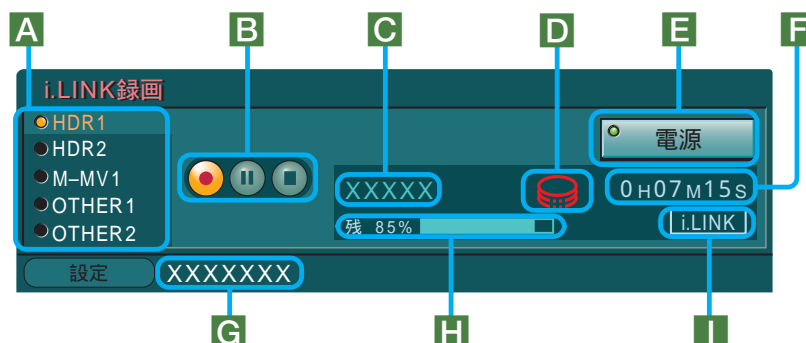 A B C D E F
i.LINK録画
HDR1
HDR2
M–MV1
OTHER1
OTHER2
XXXXX
残 85%
電源
0H07M15S
i.LINK
設定 XXXXXXX
G H I